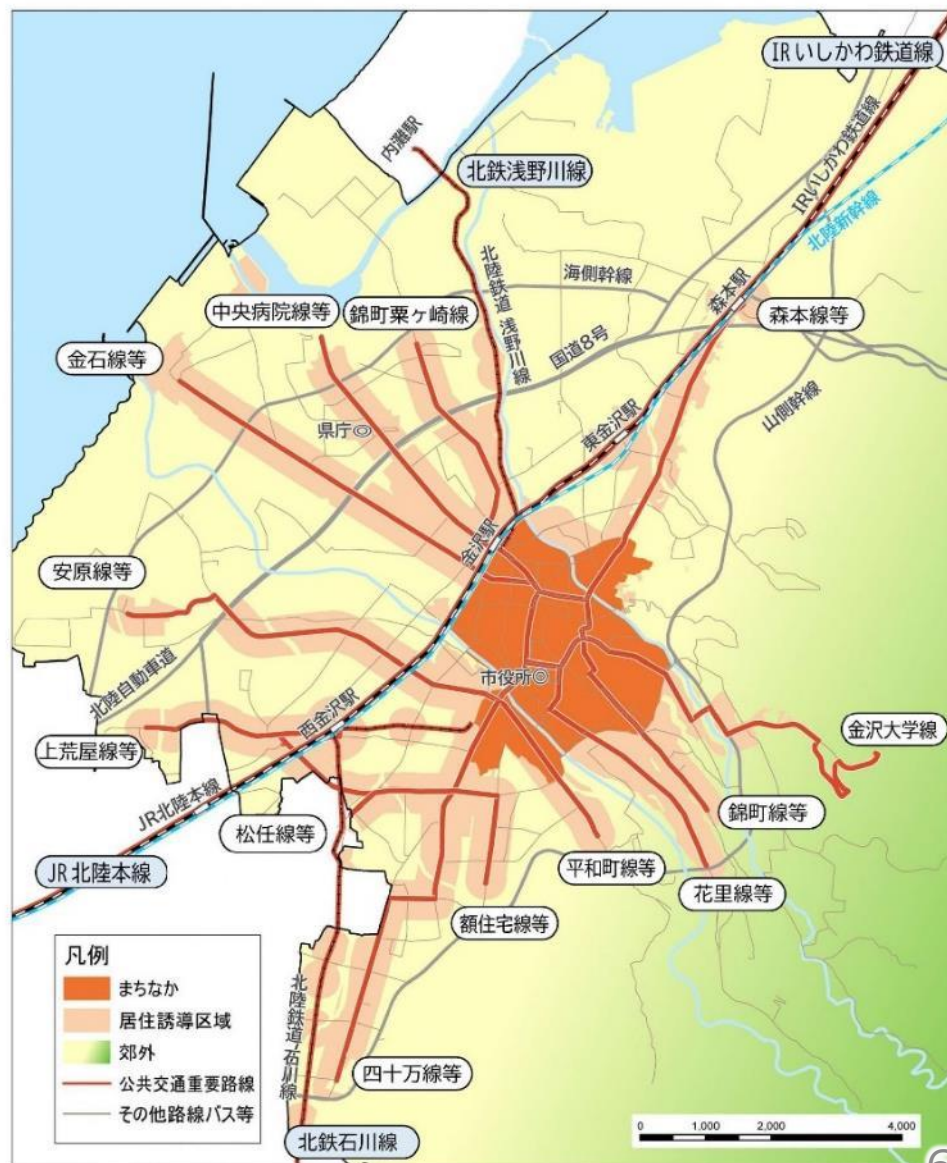 IRいしかわ鉄道線
内灘駅
北鉄浅野川線
IRいしかわ鉄道線
北陸新幹線
北陸鉄道 浅野川線
海側幹線
森本駅
中央病院線等
錦町粟ヶ崎線
森本線等
国道8号
金石線等
山側幹線
東金沢駅
県庁◎
金沢駅
安原線等
北陸自動車道
市役所◎
西金沢駅
金沢大学線
上荒屋線等
JR北陸本線
松任線等
錦町線等
平和町線等
JR北陸本線
花里線等
額住宅線等
凡例
まちなか
居住誘導区域
郊外
公共交通重要路線
その他路線バス等
北陸鉄道 石川線
四十万線等
北鉄石川線
0 1,000 2,000 4,000